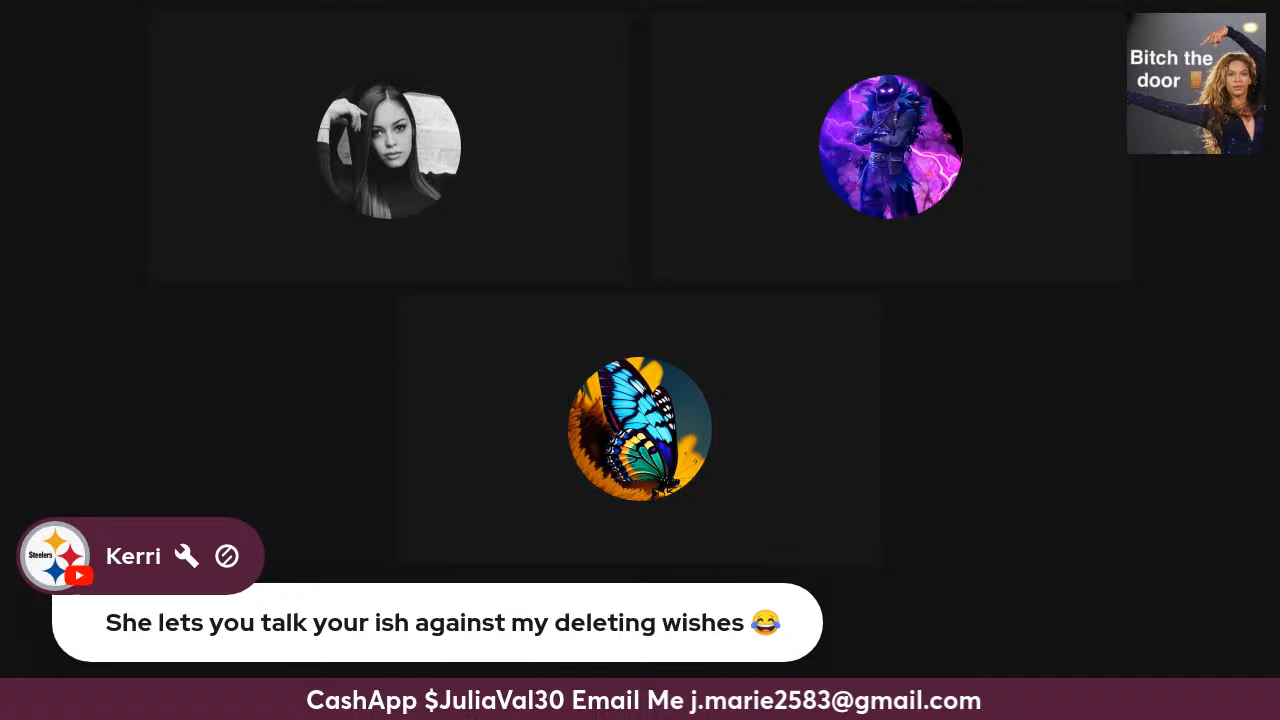 Bitch the
door 🚪
Steelers
Kerri
She lets you talk your ish against my deleting wishes 😂
CashApp $JuliaVal30 Email Me j.marie2583@gmail.com